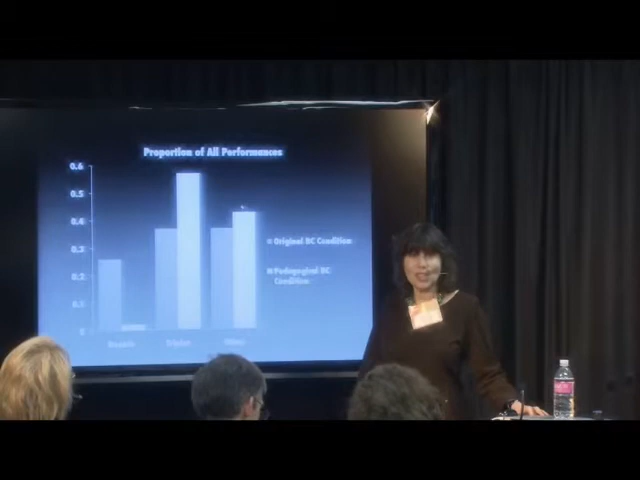 Proportion of All Performances
0.6
0.5
0.4
0.3
0.2
0.1
0
Original BC Condition
Pedagogical BC
Condition